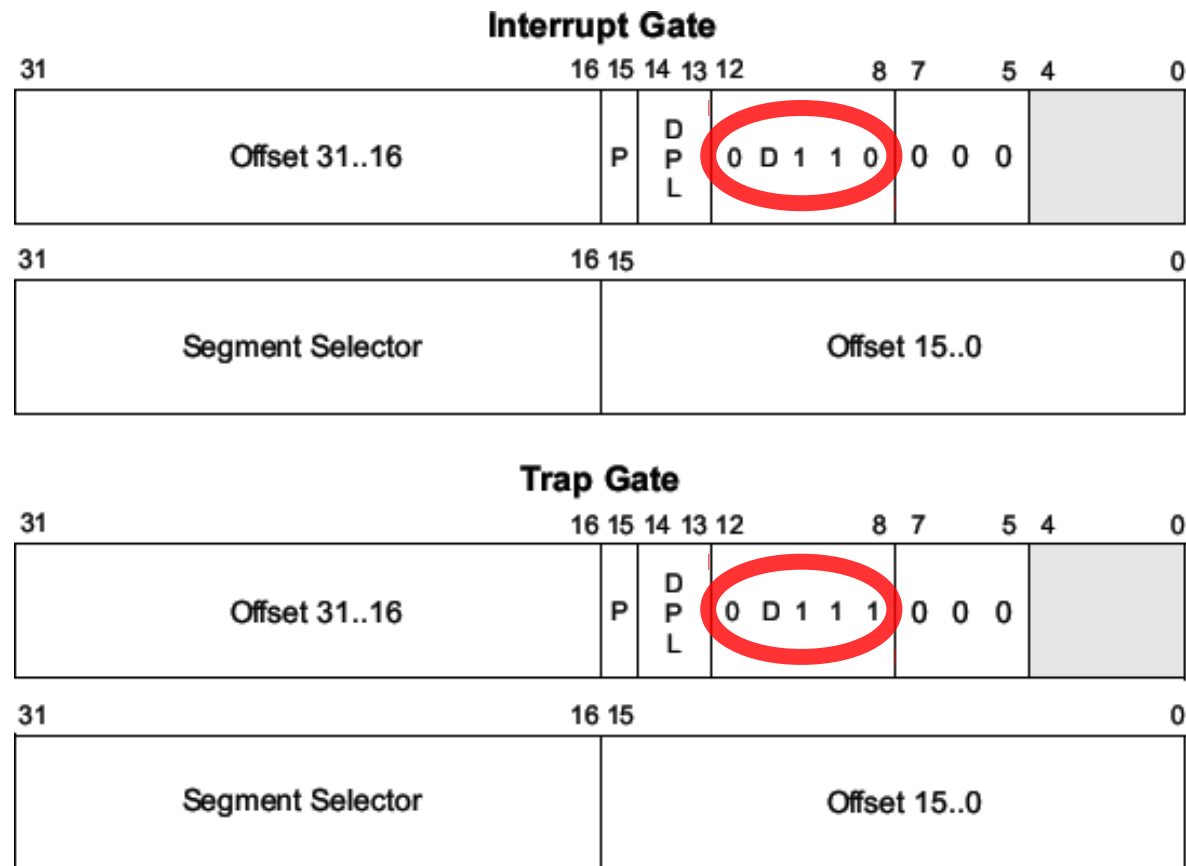 Interrupt Gate
31 16 15 14 13 12 8 7 5 4 0
Offset 31..16 P DPL 0 D 1 1 0 0 0 0
31 16 15 0
Segment Selector Offset 15..0
Trap Gate
31 16 15 14 13 12 8 7 5 4 0
Offset 31..16 P DPL 0 D 1 1 1 0 0 0
31 16 15 0
Segment Selector Offset 15..0